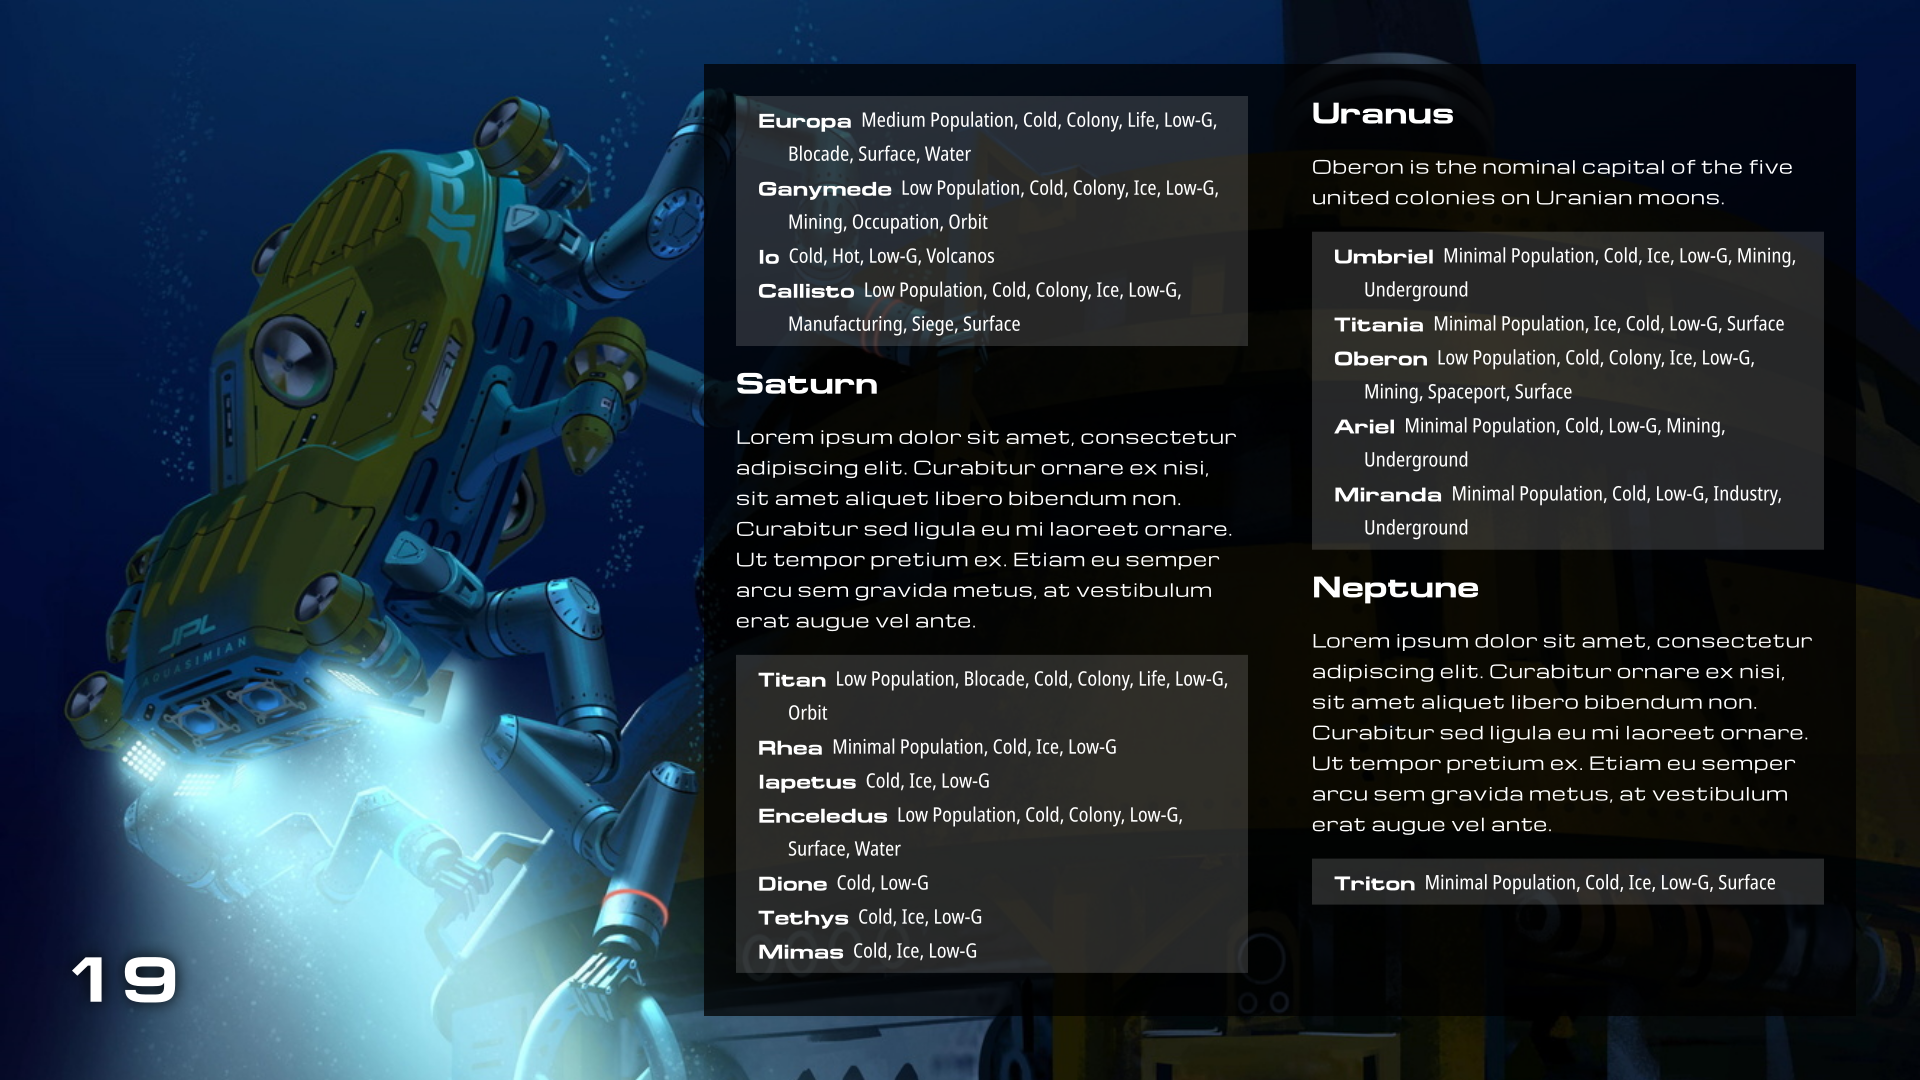 Europa Medium Population, Cold, Colony, Life, Low-G,
Blocade, Surface, Water
Ganymede Low Population, Cold, Colony, Ice, Low-G,
Mining, Occupation, Orbit
Io Cold, Hot, Low-G, Volcanos
Callisto Low Population, Cold, Colony, Ice, Low-G,
Manufacturing, Siege, Surface
Saturn
Lorem ipsum dolor sit amet, consectetur
adipiscing elit. Curabitur ornare ex nisi,
sit amet aliquet libero bibendum non.
Curabitur sed ligula eu mi laoreet ornare.
Ut tempor pretium ex. Etiam eu semper
arcu sem gravida metus, at vestibulum
erat augue vel ante.
Titan Low Population, Blocade, Cold, Colony, Life, Low-G,
Orbit
Rhea Minimal Population, Cold, Ice, Low-G
Iapetus Cold, Ice, Low-G
Enceledus Low Population, Cold, Colony, Low-G,
Surface, Water
Dione Cold, Low-G
Tethys Cold, Ice, Low-G
Mimas Cold, Ice, Low-G
Uranus
Oberon is the nominal capital of the five
united colonies on Uranian moons.
Umbriel Minimal Population, Cold, Ice, Low-G, Mining,
Underground
Titania Minimal Population, Ice, Cold, Low-G, Surface
Oberon Low Population, Cold, Colony, Ice, Low-G,
Mining, Spaceport, Surface
Ariel Minimal Population, Cold, Low-G, Mining,
Underground
Miranda Minimal Population, Cold, Low-G, Industry,
Underground
Neptune
Lorem ipsum dolor sit amet, consectetur
adipiscing elit. Curabitur ornare ex nisi,
sit amet aliquet libero bibendum non.
Curabitur sed ligula eu mi laoreet ornare.
Ut tempor pretium ex. Etiam eu semper
arcu sem gravida metus, at vestibulum
erat augue vel ante.
Triton Minimal Population, Cold, Ice, Low-G, Surface
JPL
JPL
AQUASIMIAN
19